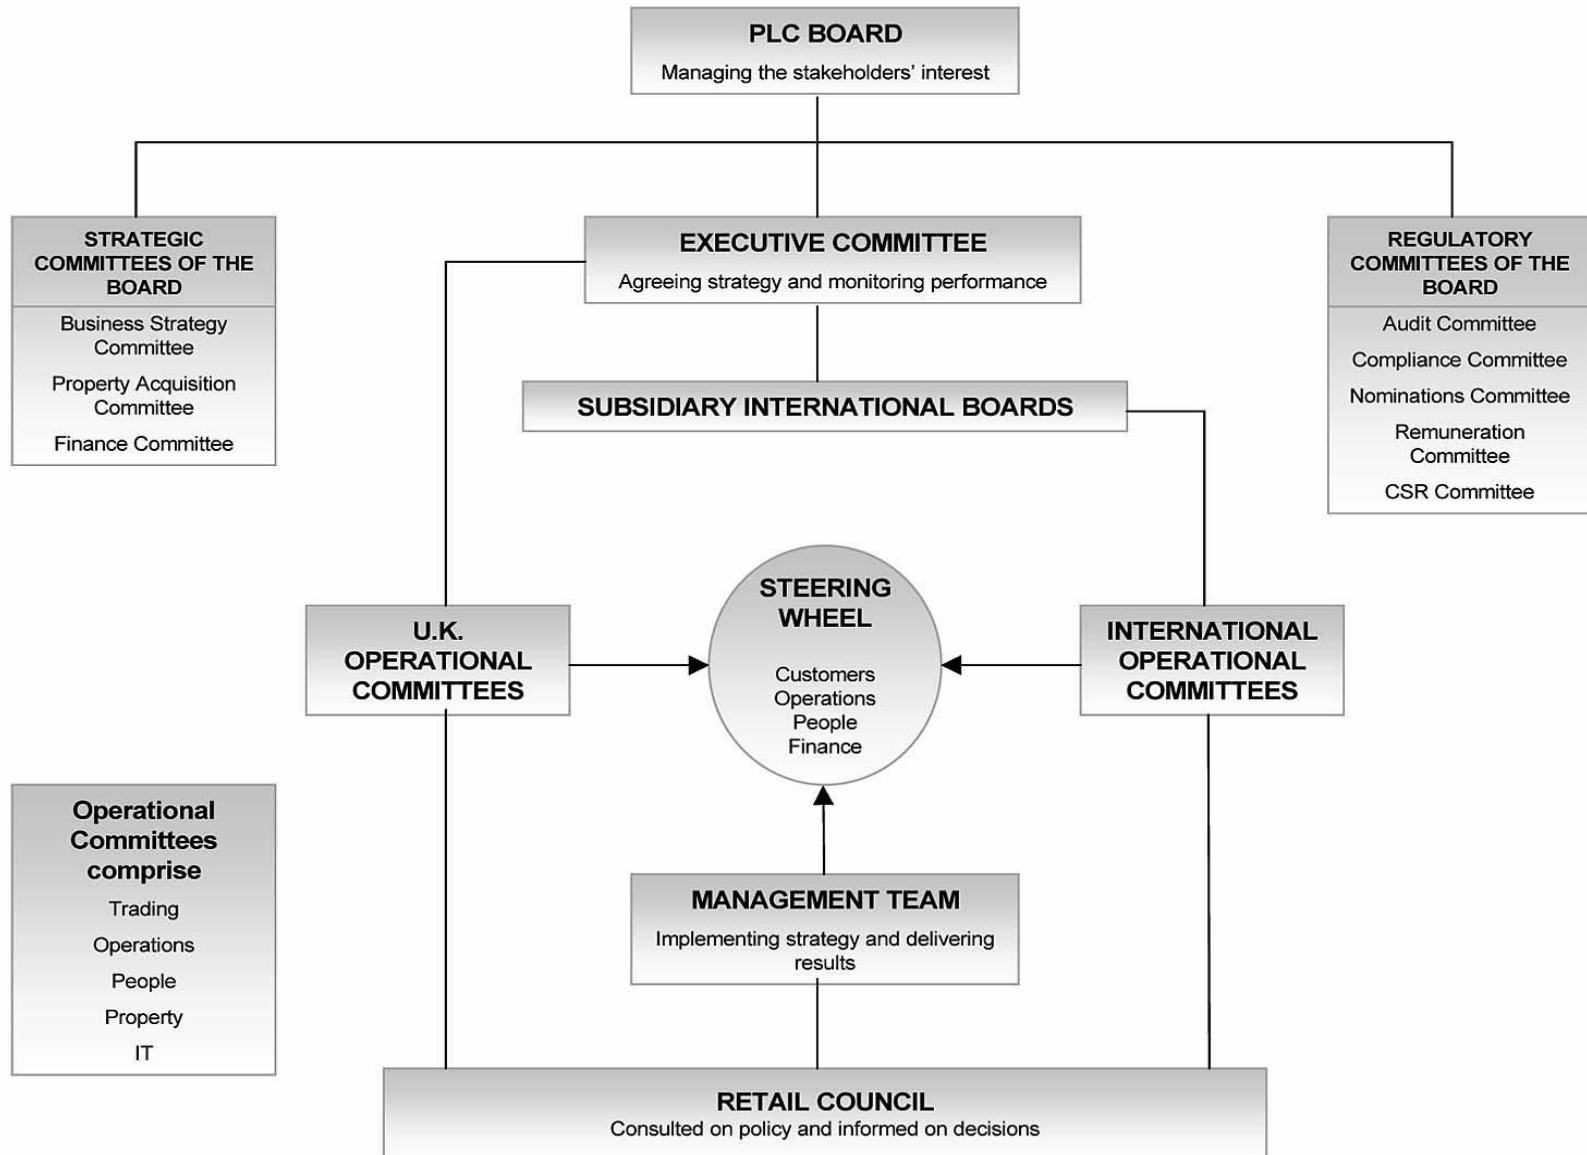 PLC BOARD
Managing the stakeholders' interest
STRATEGIC
COMMITTEES OF THE
BOARD
Business Strategy
Committee
Property Acquisition
Committee
Finance Committee
EXECUTIVE COMMITTEE
Agreeing strategy and monitoring performance
REGULATORY
COMMITTEES OF THE
BOARD
Audit Committee
Compliance Committee
Nominations Committee
Remuneration
Committee
CSR Committee
SUBSIDIARY INTERNATIONAL BOARDS
U.K.
OPERATIONAL
COMMITTEES
STEERING
WHEEL
Customers
Operations
People
Finance
INTERNATIONAL
OPERATIONAL
COMMITTEES
Operational
Committees
comprise
Trading
Operations
People
Property
IT
MANAGEMENT TEAM
Implementing strategy and delivering
results
RETAIL COUNCIL
Consulted on policy and informed on decisions